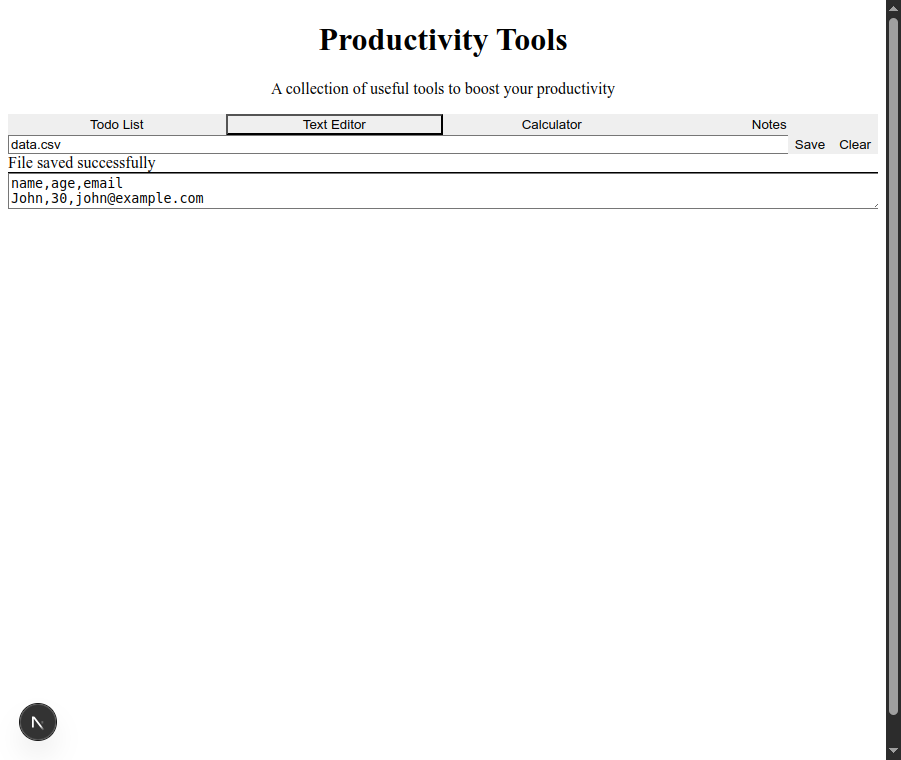 Productivity Tools
A collection of useful tools to boost your productivity
Todo List Text Editor Calculator Notes
data.csv Save Clear
File saved successfully
name,age,email
John,30,john@example.com